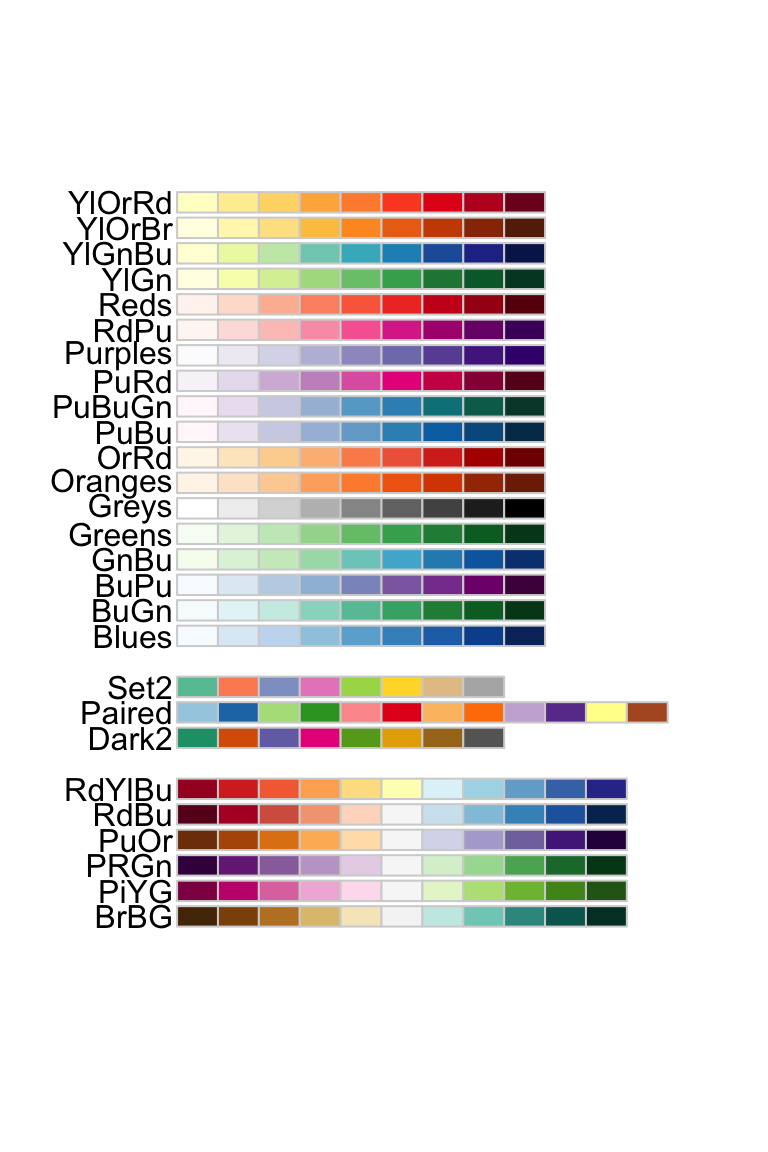 YlOrRd
YlOrBr
YlGnBu
YlGn
Reds
RdPu
Purples
PuRd
PuBuGn
PuBu
OrRd
Oranges
Greys
Greens
GnBu
BuPu
BuGn
Blues
Set2
Paired
Dark2
RdYlBu
RdBu
PuOr
PRGn
PiYG
BrBG